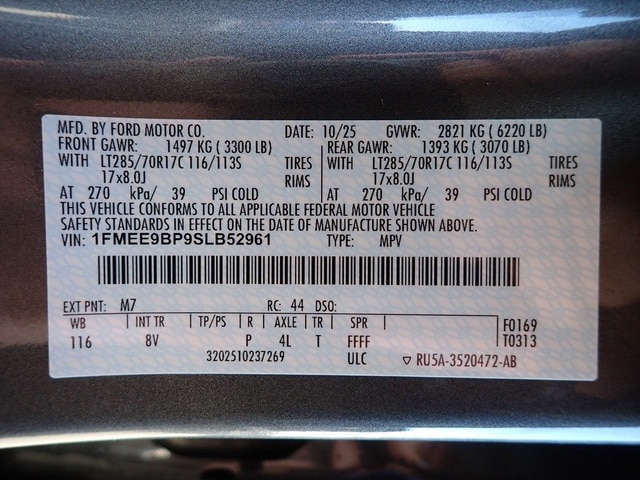 MFD. BY FORD MOTOR CO. DATE: 10/25 GVWR: 2821 KG ( 6220 LB)
FRONT GAWR: 1497 KG ( 3300 LB) REAR GAWR: 1393 KG ( 3070 LB)
WITH LT285/70R17C 116/113S TIRES WITH LT285/70R17C 116/113S TIRES
17x8.0J RIMS 17x8.0J RIMS
AT 270 kPa/ 39 PSI COLD AT 270 kPa/ 39 PSI COLD
THIS VEHICLE CONFORMS TO ALL APPLICABLE FEDERAL MOTOR VEHICLE
SAFETY STANDARDS IN EFFECT ON THE DATE OF MANUFACTURE SHOWN ABOVE.
VIN: 1FMEE9BP9SLB52961 TYPE: MPV
EXT PNT: M7 RC: 44 DSO:
WB INT TR TP/PS R AXLE TR SPR F0169
116 8V P 4L T FFFF T0313
3202510237269 ULC ▽ RU5A-3520472-AB